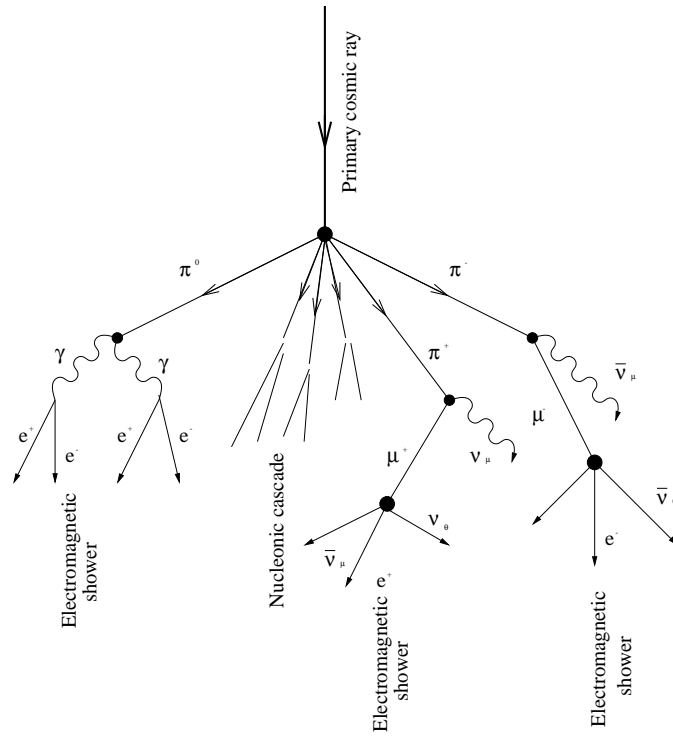 Primary cosmic ray
π⁰
π⁻
γ
γ
π⁺
ν̄μ
e⁺
e⁻
e⁺
e⁻
μ⁺
νμ
μ⁻
νe
ν̄μ
e⁺
e⁻
ν̄
Nucleonic cascade
Electromagnetic
shower
Electromagnetic
shower
Electromagnetic
shower